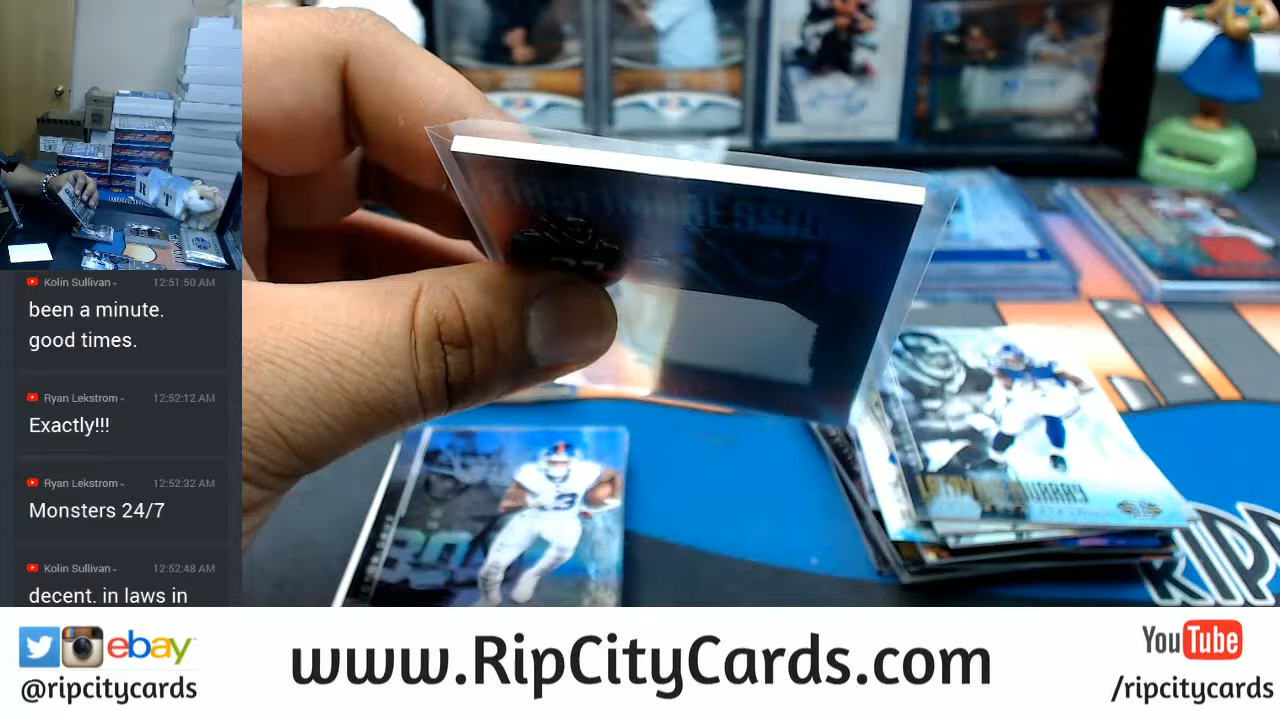 Kolin Sullivan 12:51:50 AM
been a minute.
good times.
Ryan Lekstrom 12:52:12 AM
Exactly!!!
Ryan Lekstrom 12:52:32 AM
Monsters 24/7
Kolin Sullivan 12:52:48 AM
decent. in laws in
R T
MURRAY
RIP
ebay
@ripcitycards
www.RipCityCards.com
YouTube
/ripcitycards